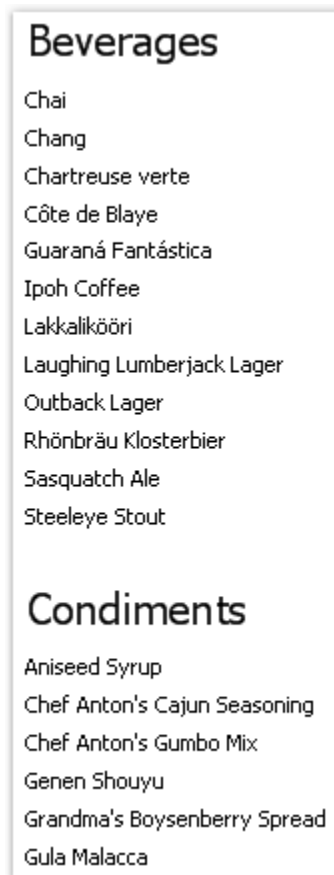 Beverages
Chai
Chang
Chartreuse verte
Côte de Blaye
Guaraná Fantástica
Ipoh Coffee
Lakkalikööri
Laughing Lumberjack Lager
Outback Lager
Rhönbräu Klosterbier
Sasquatch Ale
Steeleye Stout
Condiments
Aniseed Syrup
Chef Anton's Cajun Seasoning
Chef Anton's Gumbo Mix
Genen Shouyu
Grandma's Boysenberry Spread
Gula Malacca